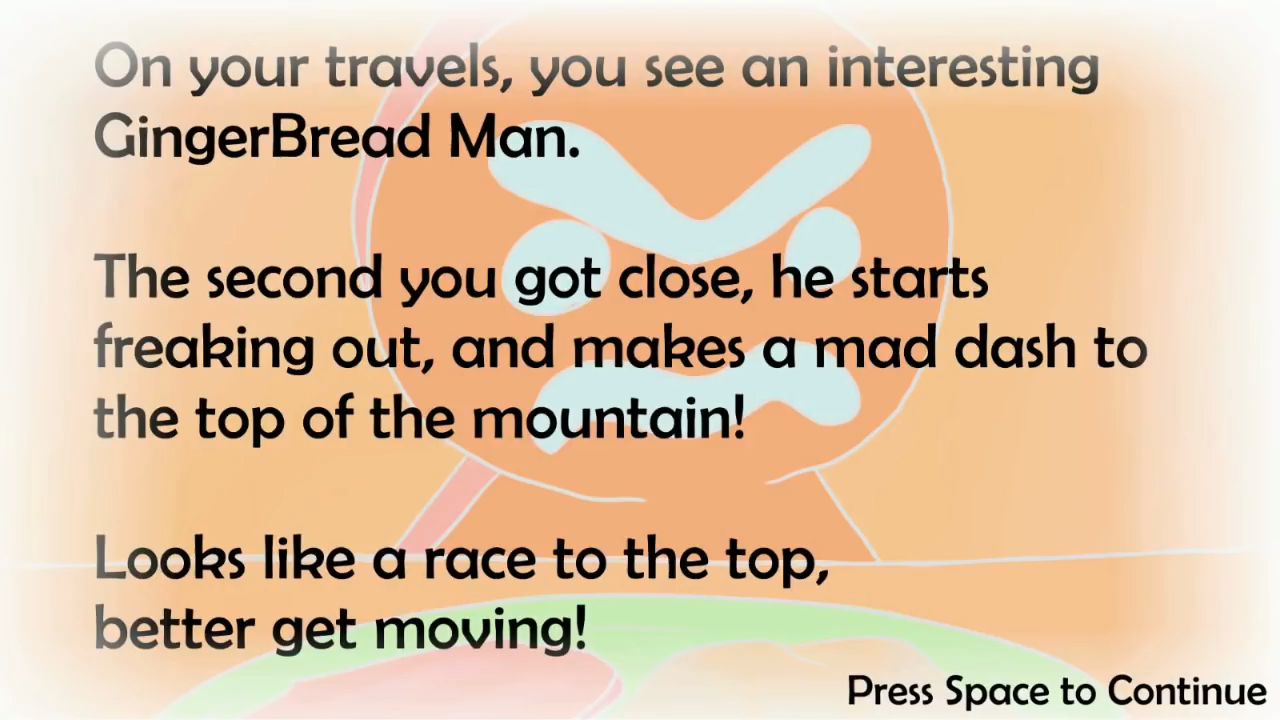 On your travels, you see an interesting
GingerBread Man.
The second you got close, he starts
freaking out, and makes a mad dash to
the top of the mountain!
Looks like a race to the top,
better get moving!
Press Space to Continue